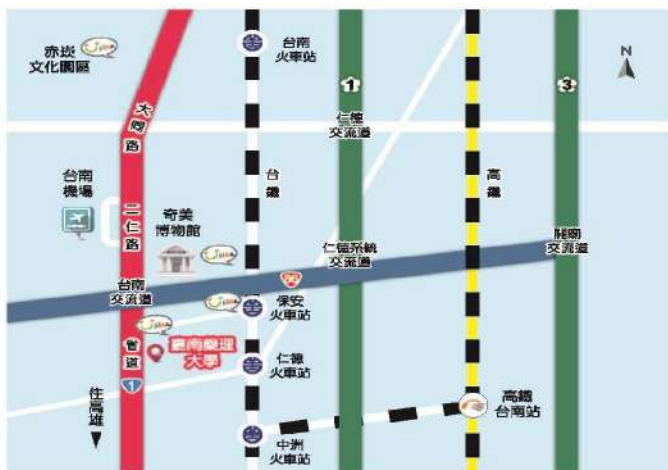 台南
火車站
赤崁
文化園區
N
1
3
大同路
仁德
交流道
台鐵
高鐵
台南
機場
二仁路
奇美
博物館
仁德系統
交流道
關廟
交流道
台南
交流道
保安
火車站
臺南應理
大學
省道
1
仁德
火車站
往高雄
高鐵
台南站
中洲
火車站